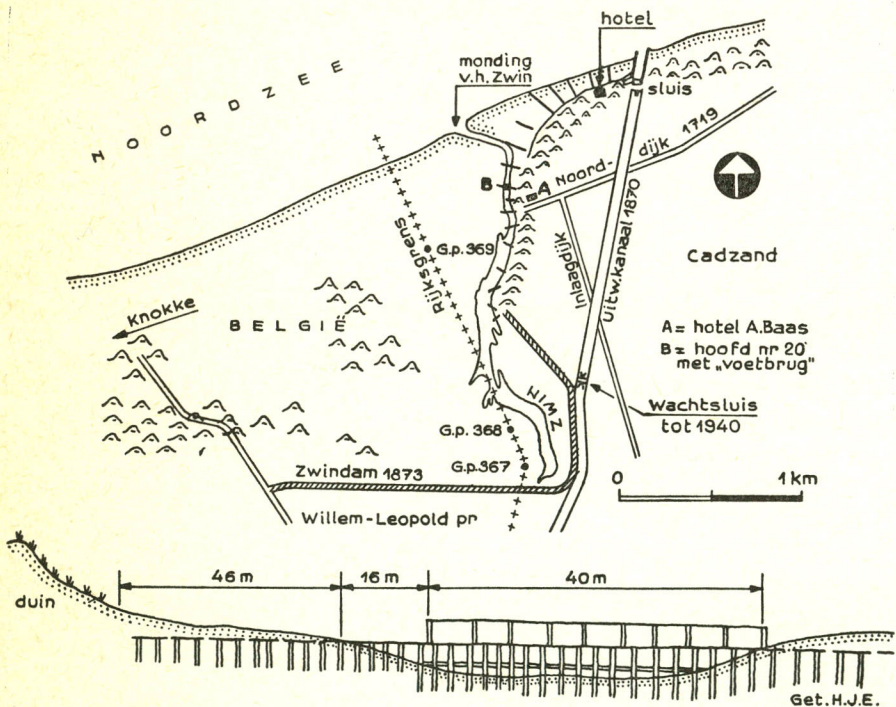 NOORDZEE
monding
v.h. Zwin
hotel
sluis
Noord-dijk 1719
A
B
Rijksgrens
G.p. 369
Inlaagdijk
Uitw. kanaal 1870
Cadzand
Knokke
BELGIË
A = hotel A. Baas
B = hoofd nr 20
met „voetbrug"
ZWIN
Wachtsluis
tot 1940
G.p. 368
G.p. 367
Zwindam 1873
0 1 km
Willem-Leopold pr
46 m 16 m 40 m
duin
Get. H.J.E.